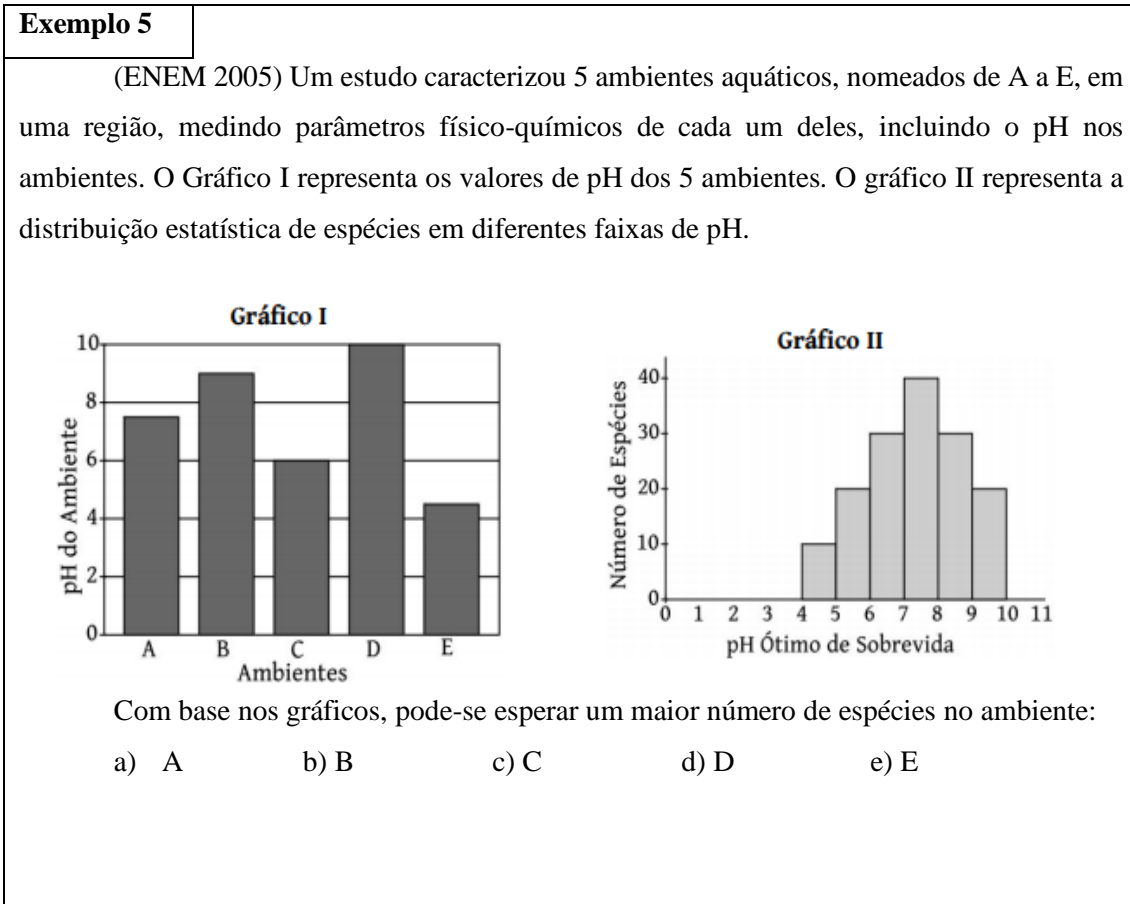 Exemplo 5
(ENEM 2005) Um estudo caracterizou 5 ambientes aquáticos, nomeados de A a E, em
uma região, medindo parâmetros físico-químicos de cada um deles, incluindo o pH nos
ambientes. O Gráfico I representa os valores de pH dos 5 ambientes. O gráfico II representa a
distribuição estatística de espécies em diferentes faixas de pH.
Gráfico I
pH do Ambiente
10
8
6
4
2
0
A B C D E
Ambientes
Gráfico II
Número de Espécies
40
30
20
10
0
0 1 2 3 4 5 6 7 8 9 10 11
pH Ótimo de Sobrevida
Com base nos gráficos, pode-se esperar um maior número de espécies no ambiente:
a) A b) B c) C d) D e) E